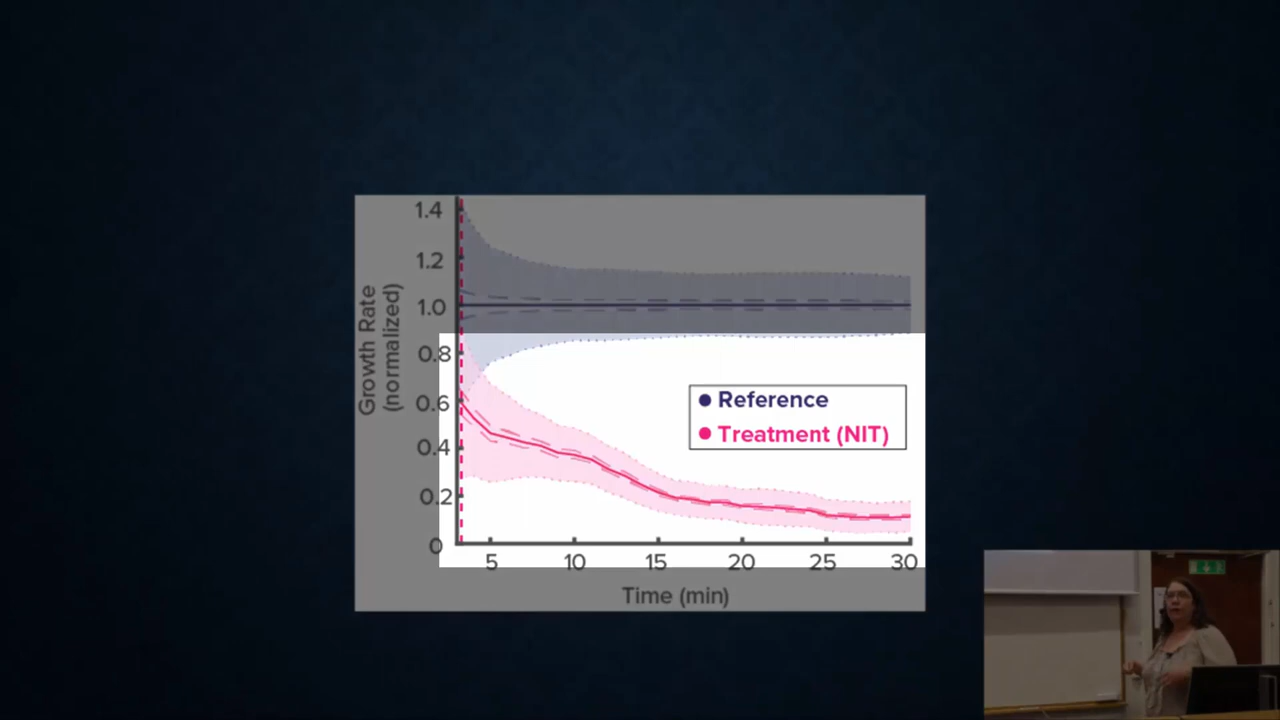 1.4
1.2
1.0
0.8
0.6
0.4
0.2
0
Growth Rate
(normalized)
Reference
Treatment (NIT)
5 10 15 20 25 30
Time (min)